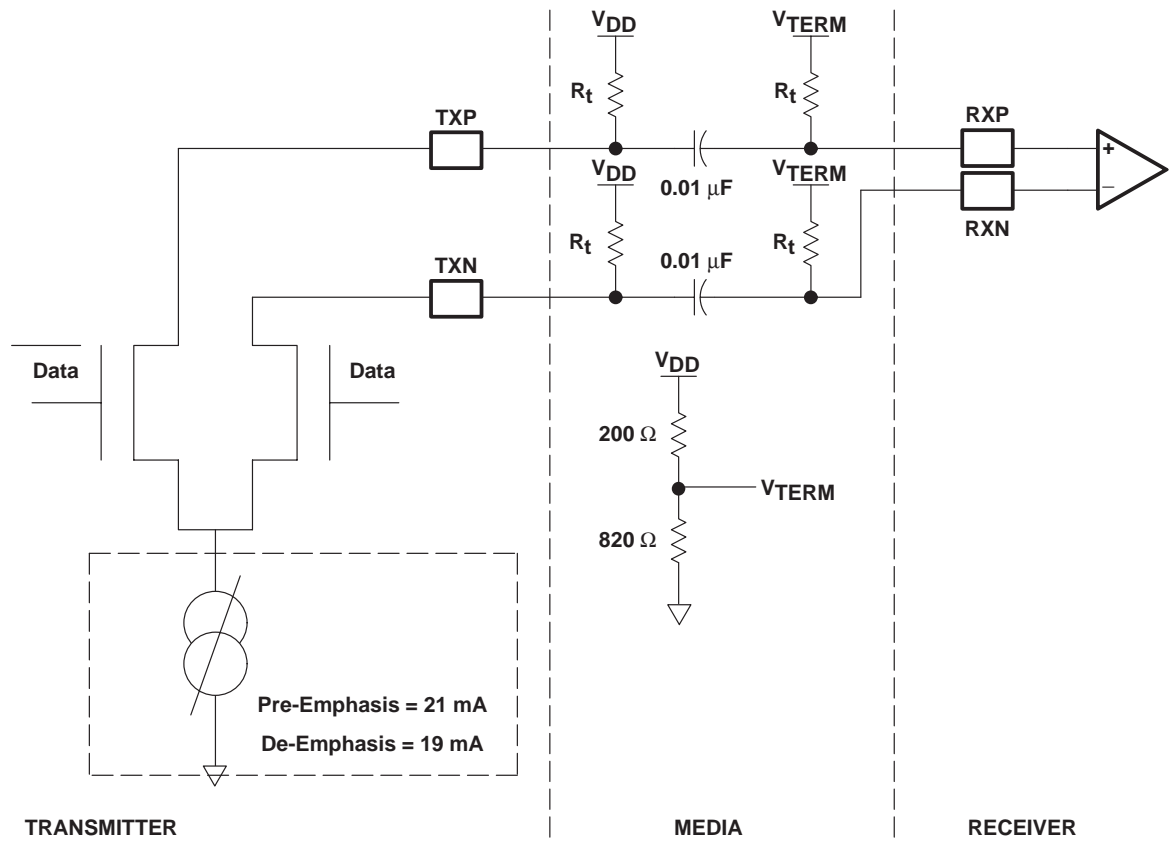 VDD VTERM
Rt Rt
TXP RXP
+
VDD VTERM
0.01 μF
−
RXN
Rt Rt
0.01 μF
TXN
Data Data
VDD
200 Ω
VTERM
820 Ω
Pre-Emphasis = 21 mA
De-Emphasis = 19 mA
TRANSMITTER MEDIA RECEIVER